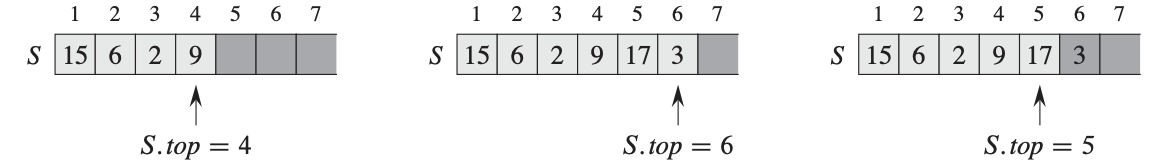 1 2 3 4 5 6 7
S 15 6 2 9
S.top = 4
1 2 3 4 5 6 7
S 15 6 2 9 17 3
S.top = 6
1 2 3 4 5 6 7
S 15 6 2 9 17 3
S.top = 5